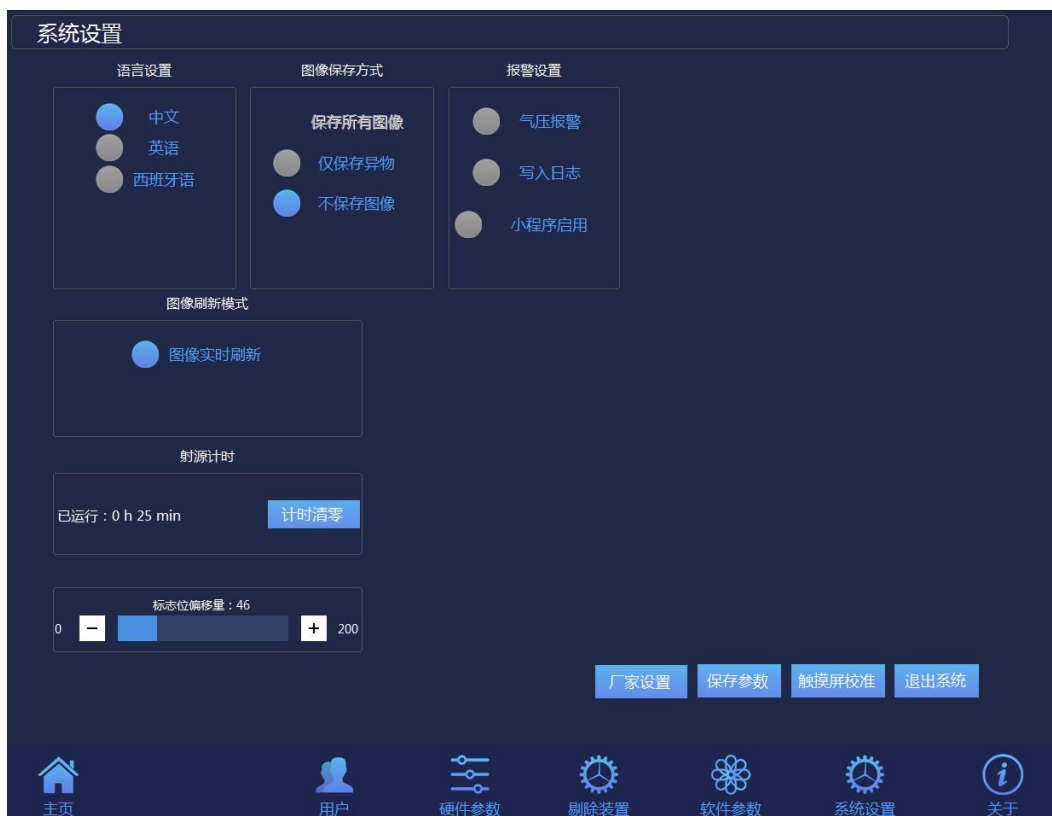 系统设置
语言设置
图像保存方式
报警设置
中文
英语
西班牙语
保存所有图像
仅保存异物
不保存图像
气压报警
写入日志
小程序启用
图像刷新模式
图像实时刷新
射源计时
已运行：0 h 25 min
计时清零
标志位偏移量：46
0 − + 200
厂家设置 保存参数 触摸屏校准 退出系统
主页 用户 硬件参数 剔除装置 软件参数 系统设置 关于